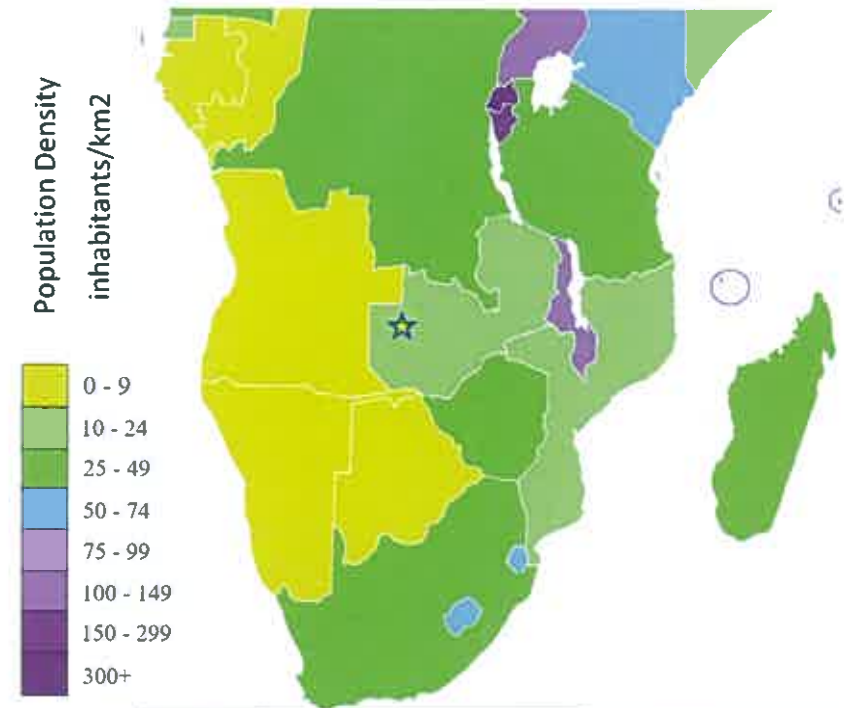 Population Density
inhabitants/km2
0 - 9
10 - 24
25 - 49
50 - 74
75 - 99
100 - 149
150 - 299
300+